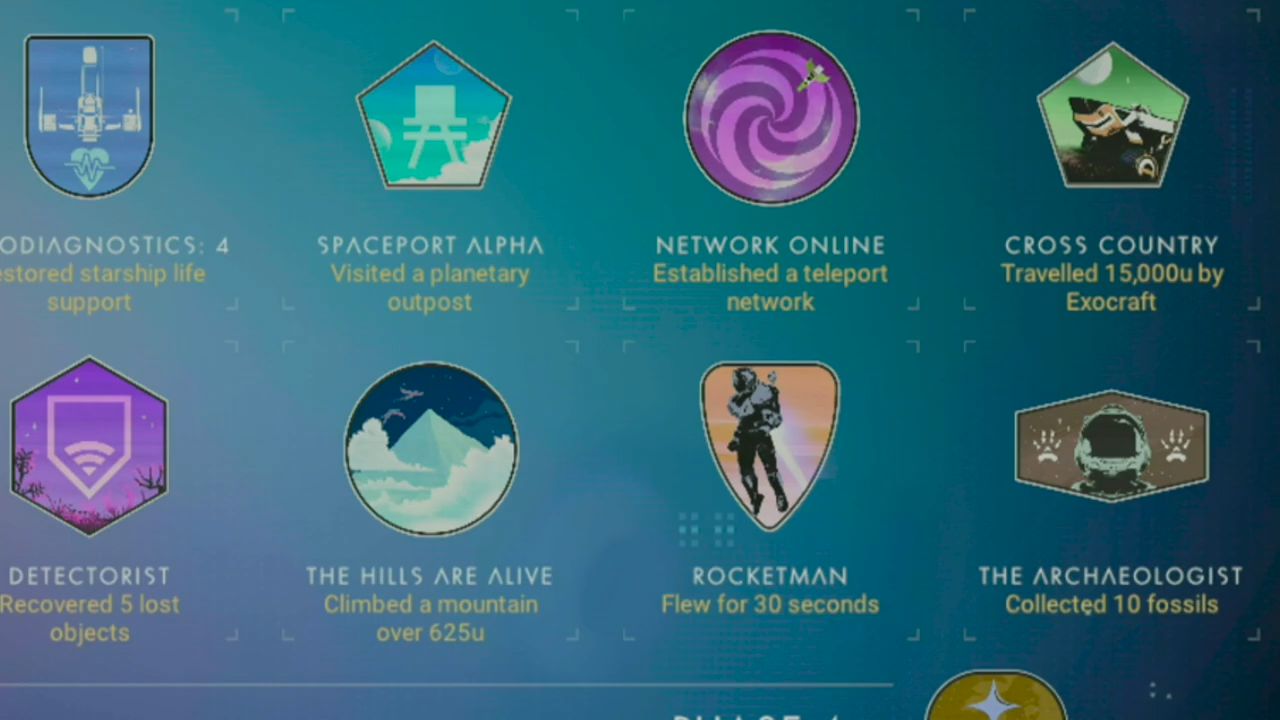 ODIAGNOSTICS: 4
SPACEPORT ALPHA
NETWORK ONLINE
CROSS COUNTRY
estored starship life
support
Visited a planetary
outpost
Established a teleport
network
Travelled 15,000u by
Exocraft
DETECTORIST
THE HILLS ARE ALIVE
ROCKETMAN
THE ARCHAEOLOGIST
Recovered 5 lost
objects
Climbed a mountain
over 625u
Flew for 30 seconds
Collected 10 fossils